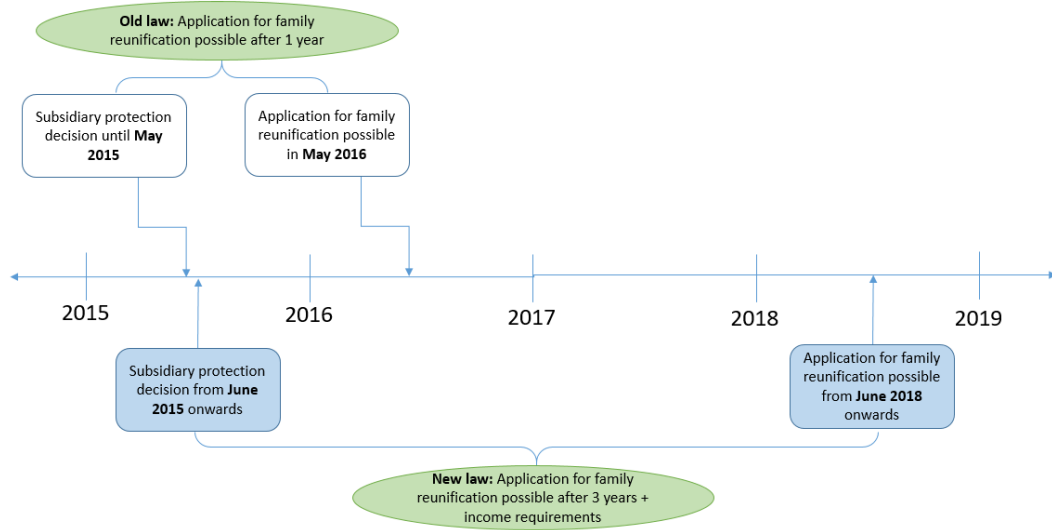 Old law: Application for family
reunification possible after 1 year
Subsidiary protection
decision until May
2015
Application for family
reunification possible
in May 2016
2015
2016
2017
2018
2019
Subsidiary protection
decision from June
2015 onwards
Application for family
reunification possible
from June 2018
onwards
New law: Application for family
reunification possible after 3 years +
income requirements